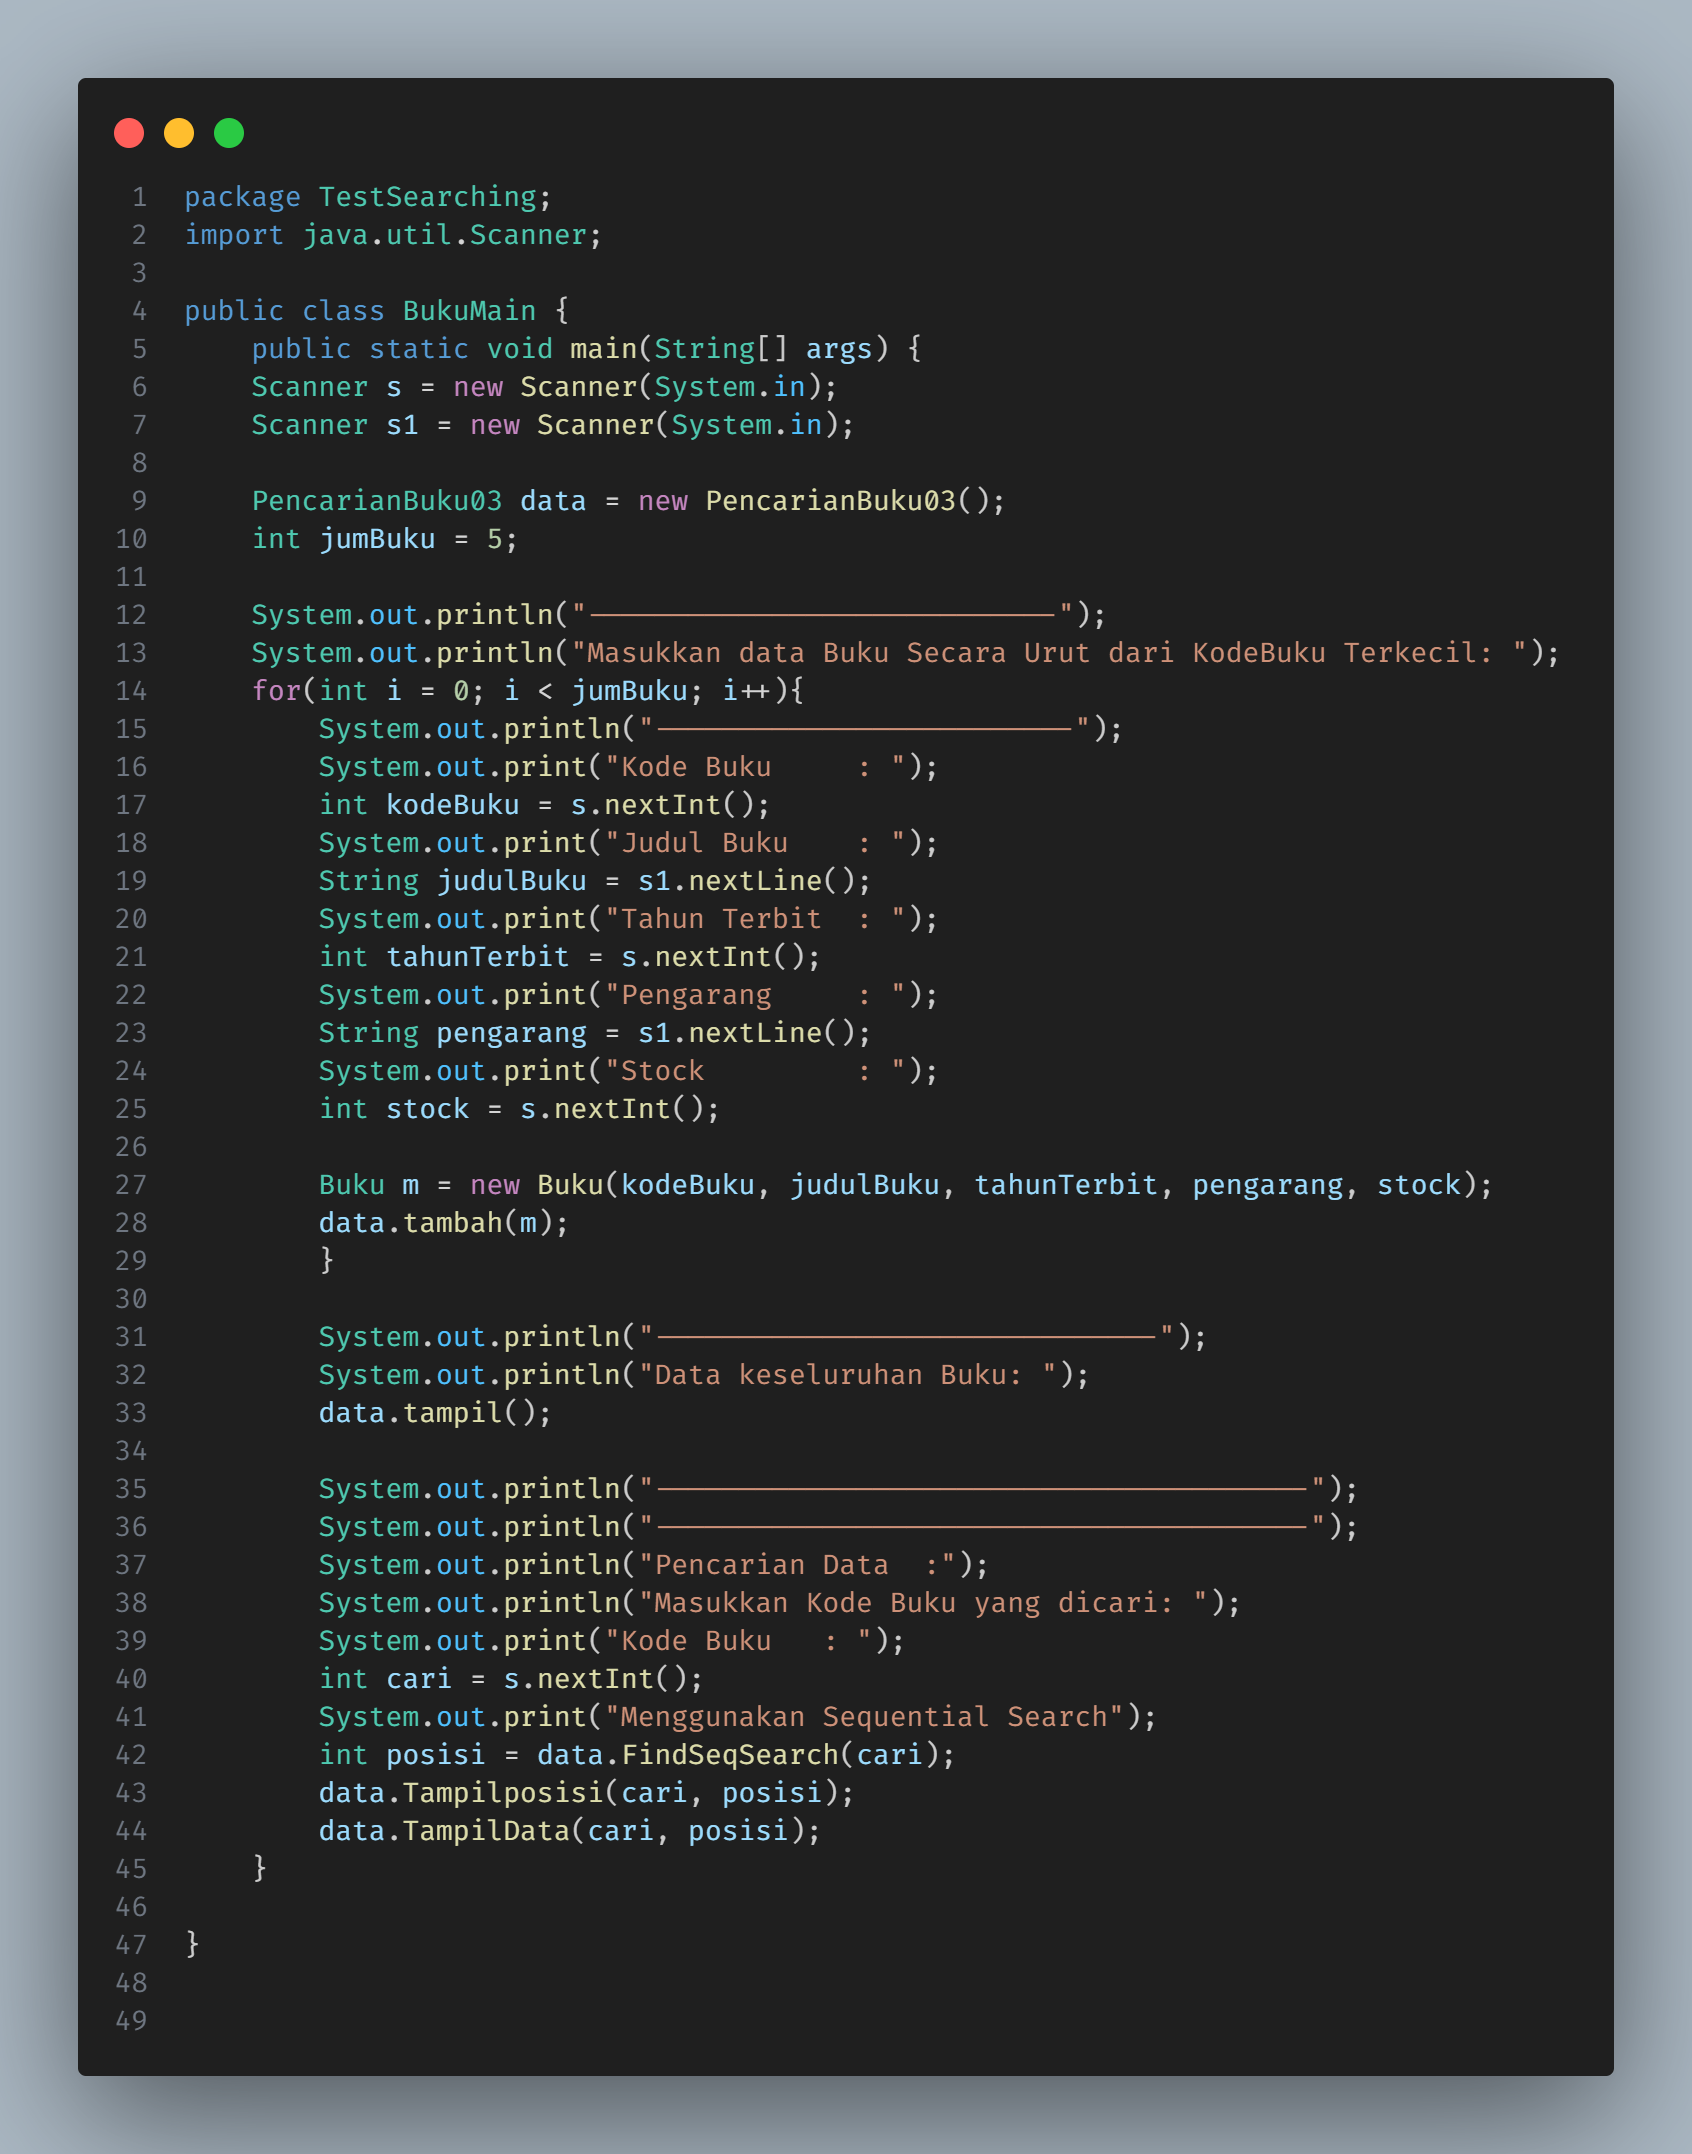 1 package TestSearching;
2 import java.util.Scanner;
3
4 public class BukuMain {
5     public static void main(String[] args) {
6     Scanner s = new Scanner(System.in);
7     Scanner s1 = new Scanner(System.in);
8
9     PencarianBuku03 data = new PencarianBuku03();
10     int jumBuku = 5;
11
12     System.out.println("----------------------------");
13     System.out.println("Masukkan data Buku Secara Urut dari KodeBuku Terkecil: ");
14     for(int i = 0; i < jumBuku; i++){
15         System.out.println("-------------------------");
16         System.out.print("Kode Buku     : ");
17         int kodeBuku = s.nextInt();
18         System.out.print("Judul Buku    : ");
19         String judulBuku = s1.nextLine();
20         System.out.print("Tahun Terbit  : ");
21         int tahunTerbit = s.nextInt();
22         System.out.print("Pengarang     : ");
23         String pengarang = s1.nextLine();
24         System.out.print("Stock         : ");
25         int stock = s.nextInt();
26
27         Buku m = new Buku(kodeBuku, judulBuku, tahunTerbit, pengarang, stock);
28         data.tambah(m);
29         }
30
31         System.out.println("------------------------------");
32         System.out.println("Data keseluruhan Buku: ");
33         data.tampil();
34
35         System.out.println("---------------------------------------");
36         System.out.println("---------------------------------------");
37         System.out.println("Pencarian Data  :");
38         System.out.println("Masukkan Kode Buku yang dicari: ");
39         System.out.print("Kode Buku   : ");
40         int cari = s.nextInt();
41         System.out.print("Menggunakan Sequential Search");
42         int posisi = data.FindSeqSearch(cari);
43         data.Tampilposisi(cari, posisi);
44         data.TampilData(cari, posisi);
45     }
46
47 }
48
49